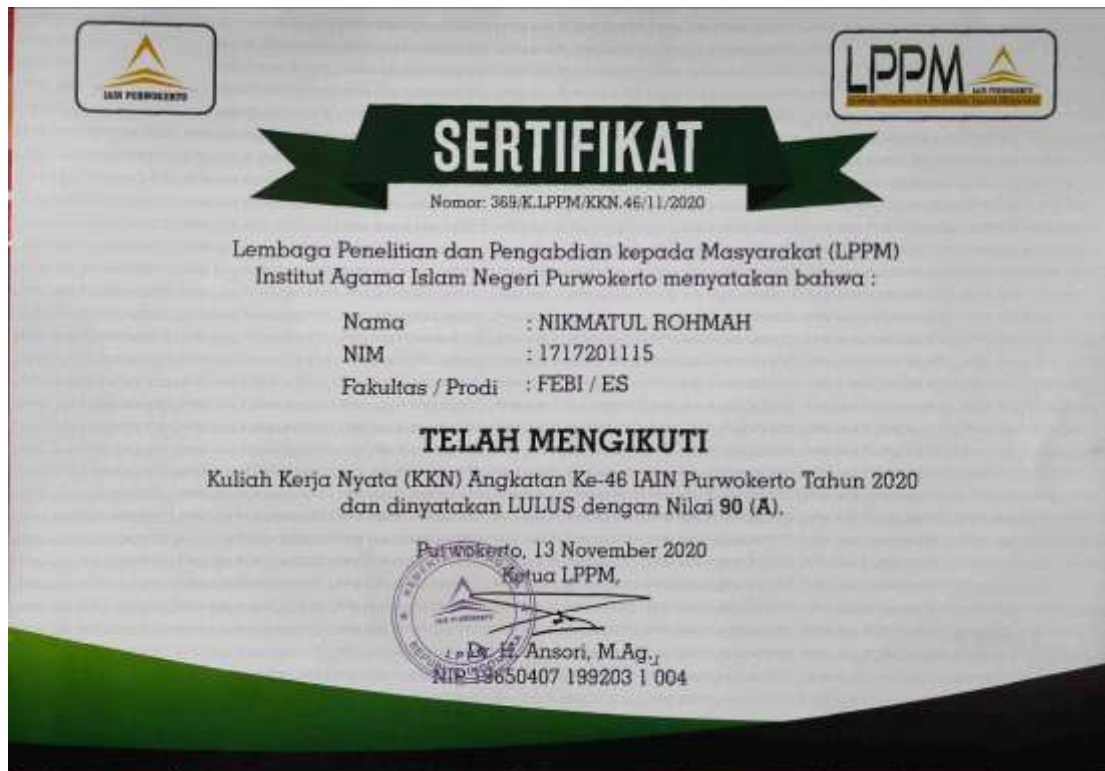 IAIN PURWOKERTO
LPPM
IAIN PURWOKERTO
SERTIFIKAT
Nomor: 369/K.LPPM/KKN.46/11/2020
Lembaga Penelitian dan Pengabdian kepada Masyarakat (LPPM)
Institut Agama Islam Negeri Purwokerto menyatakan bahwa :
Nama : NIKMATUL ROHMAH
NIM : 1717201115
Fakultas / Prodi : FEBI / ES
TELAH MENGIKUTI
Kuliah Kerja Nyata (KKN) Angkatan Ke-46 IAIN Purwokerto Tahun 2020
dan dinyatakan LULUS dengan Nilai 90 (A).
Purwokerto, 13 November 2020
Ketua LPPM,
Dr. H. Ansori, M.Ag.,
NIP. 19650407 199203 1 004